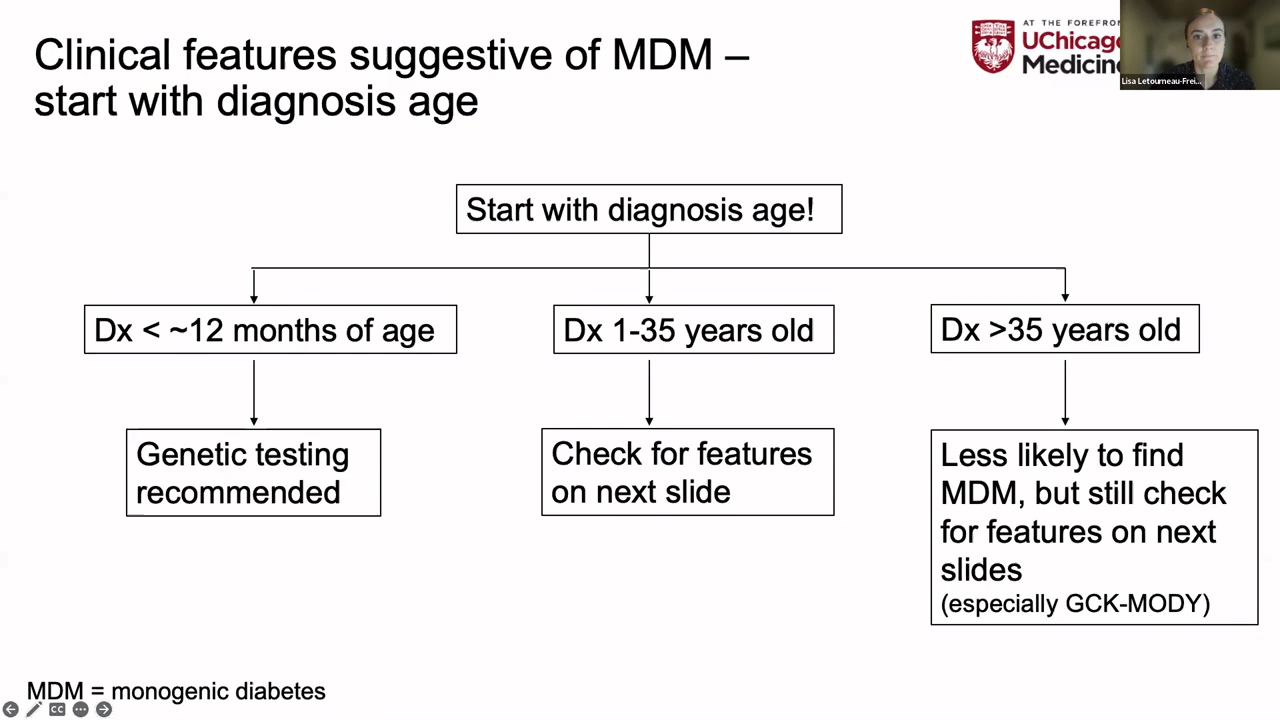 Clinical features suggestive of MDM –
start with diagnosis age
AT THE FOREFR
UChicag
Medicine
Lisa Letourneau-Frei...
Start with diagnosis age!
Dx < ~12 months of age
Dx 1-35 years old
Dx >35 years old
Genetic testing
recommended
Check for features
on next slide
Less likely to find
MDM, but still check
for features on next
slides
(especially GCK-MODY)
MDM = monogenic diabetes
CC